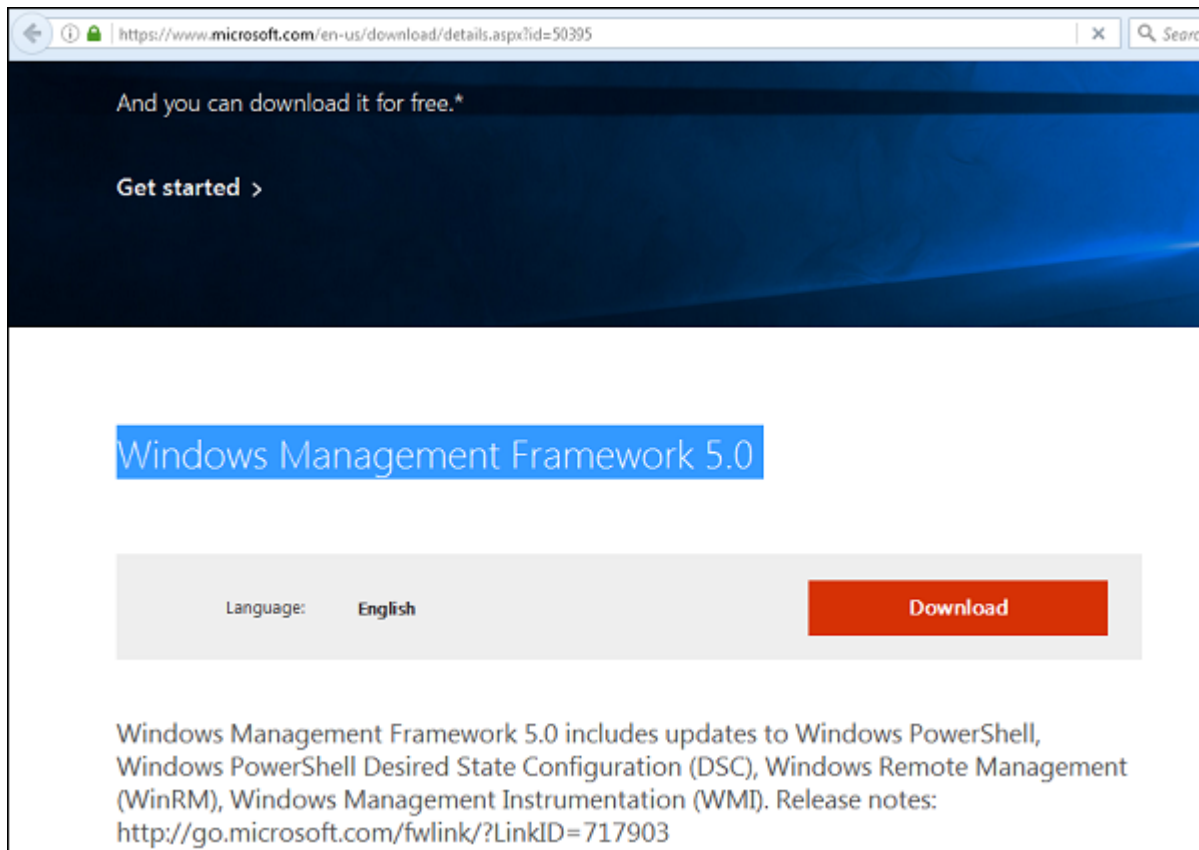 https://www.microsoft.com/en-us/download/details.aspx?id=50395
And you can download it for free.*
Get started >
Windows Management Framework 5.0
Language: English Download
Windows Management Framework 5.0 includes updates to Windows PowerShell,
Windows PowerShell Desired State Configuration (DSC), Windows Remote Management
(WinRM), Windows Management Instrumentation (WMI). Release notes:
http://go.microsoft.com/fwlink/?LinkID=717903